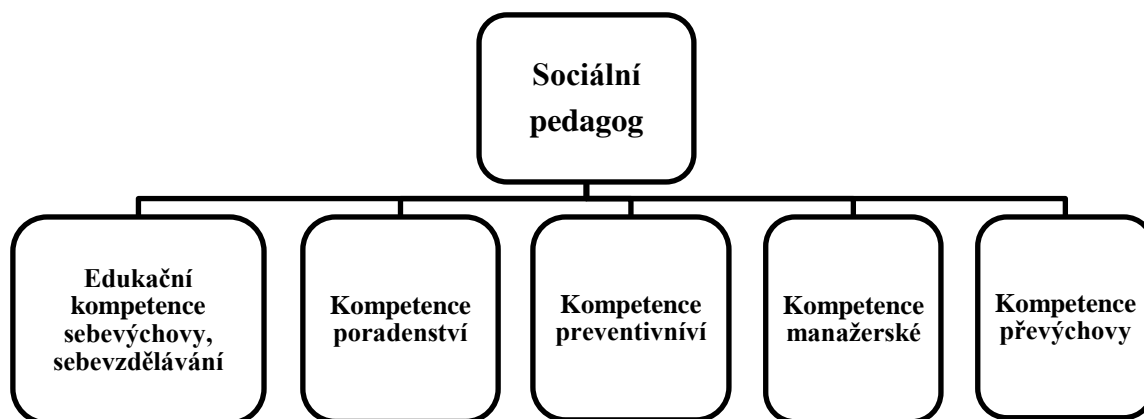 Sociální
pedagog
Edukační
kompetence
sebevýchovy,
sebevzdělávání
Kompetence
poradenství
Kompetence
preventivníví
Kompetence
manažerské
Kompetence
převýchovy